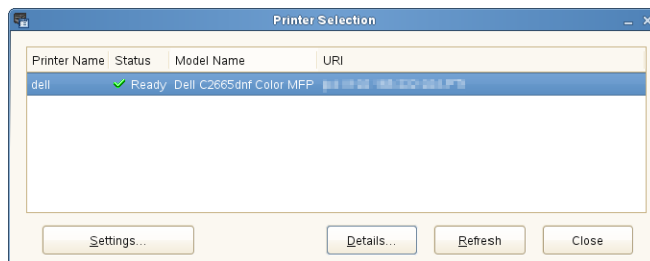 Printer Selection
Printer Name Status Model Name URI
dell Ready Dell C2665dnf Color MFP
Settings... Details... Refresh Close